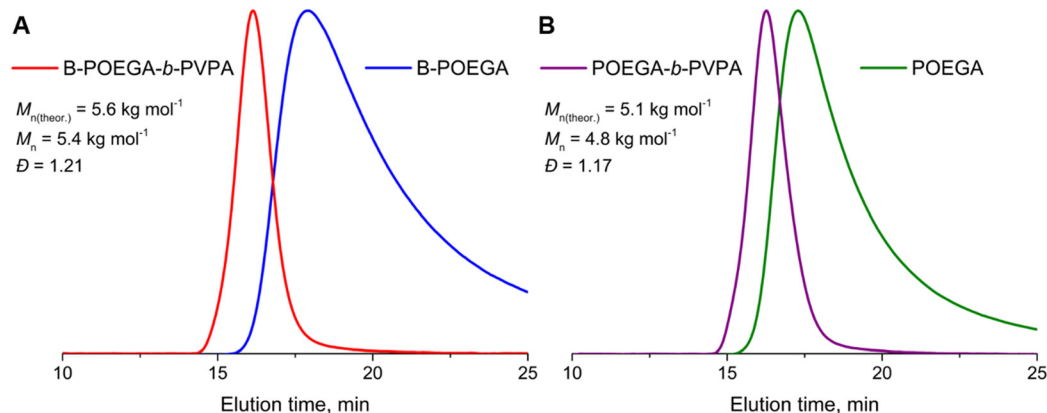 A
B-POEGA-b-PVPA
B-POEGA
Mn(theor.) = 5.6 kg mol-1
Mn = 5.4 kg mol-1
Đ = 1.21
10
15
20
25
Elution time, min
B
POEGA-b-PVPA
POEGA
Mn(theor.) = 5.1 kg mol-1
Mn = 4.8 kg mol-1
Đ = 1.17
10
15
20
25
Elution time, min